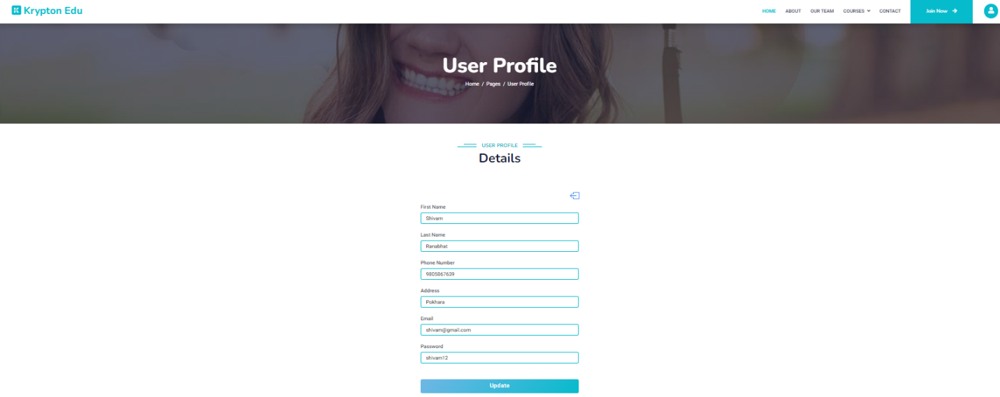 Krypton Edu
HOME ABOUT OUR TEAM COURSES CONTACT Join Now
User Profile
Home / Pages / User Profile
USER PROFILE
Details
First Name
Shivam
Last Name
Ranabhat
Phone Number
9805867639
Address
Pokhara
Email
shivam@gmail.com
Password
shivam12
Update